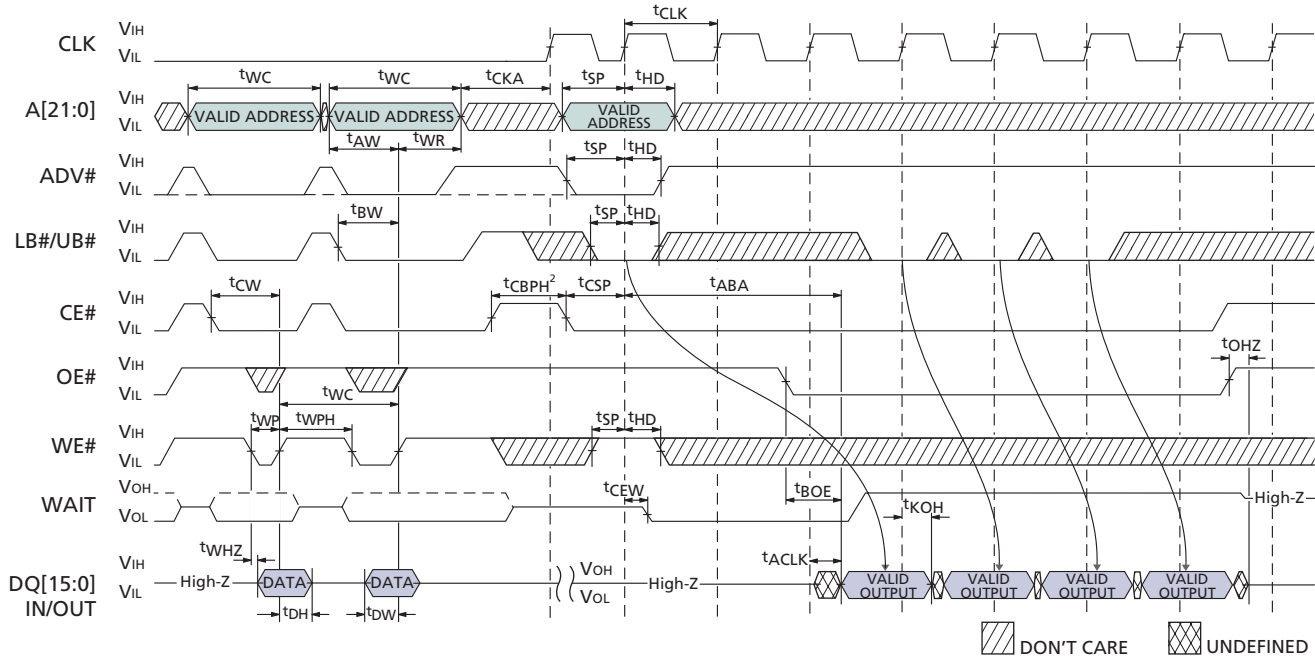 tCLK
CLK VIH
VIL
tWC tWC tCKA tSP tHD
A[21:0] VIH
VIL
VALID ADDRESS VALID ADDRESS VALID ADDRESS
tAW tWR
ADV# VIH
VIL
tSP tHD
tBW tSP tHD
LB#/UB# VIH
VIL
tCW tCBPH2 tCSP tABA
CE# VIH
VIL
tOHZ
OE# VIH
VIL
tWC
tWP tWPH tSP tHD
WE# VIH
VIL
tCEW tBOE tKOH
WAIT VOH
VOL
High-Z
tWHZ tACLK
DQ[15:0] IN/OUT VIH
VIL
High-Z DATA DATA VOH
VOL
High-Z VALID OUTPUT VALID OUTPUT VALID OUTPUT VALID OUTPUT
tDH tDW
DON'T CARE UNDEFINED